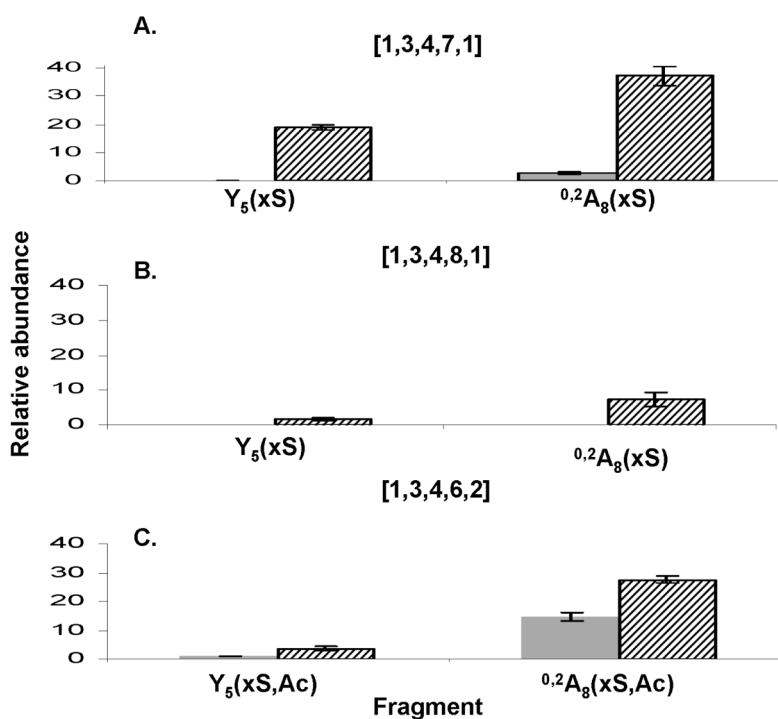 A.
[1,3,4,7,1]
40
30
20
10
0
Y₅(xS) ⁰,²A₈(xS)
B.
[1,3,4,8,1]
40
30
20
10
0
Y₅(xS) ⁰,²A₈(xS)
Relative abundance
[1,3,4,6,2]
C.
40
30
20
10
0
Y₅(xS,Ac) ⁰,²A₈(xS,Ac)
Fragment